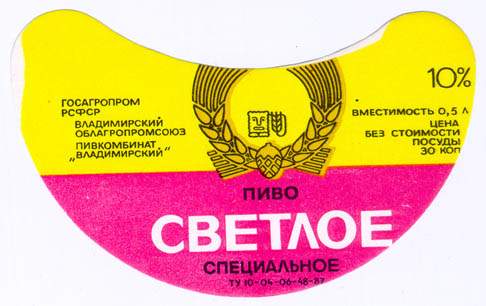 ГОСАГРОПРОМ
РСФСР
ВЛАДИМИРСКИЙ
ОБЛАГРОПРОМСОЮЗ
ПИВКОМБИНАТ
„ВЛАДИМИРСКИЙ"
10%
ВМЕСТИМОСТЬ 0,5 Л
ЦЕНА
БЕЗ СТОИМОСТИ
ПОСУДЫ
30 КОП
ПИВО
СВЕТЛОЕ
СПЕЦИАЛЬНОЕ
ТУ 10-04-06-48-87